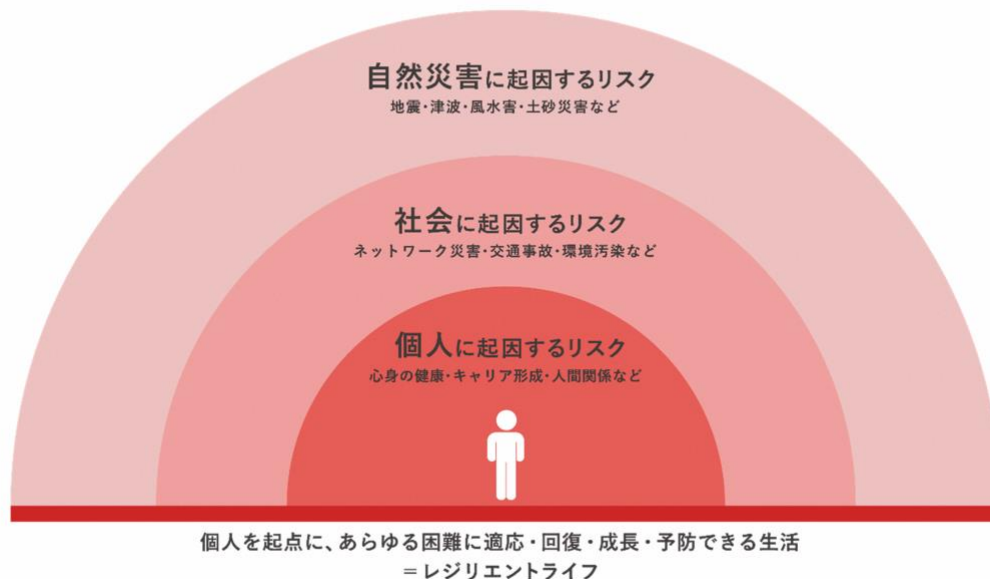 自然災害に起因するリスク
地震・津波・風水害・土砂災害など
社会に起因するリスク
ネットワーク災害・交通事故・環境汚染など
個人に起因するリスク
心身の健康・キャリア形成・人間関係など
個人を起点に、あらゆる困難に適応・回復・成長・予防できる生活
＝レジリエントライフ